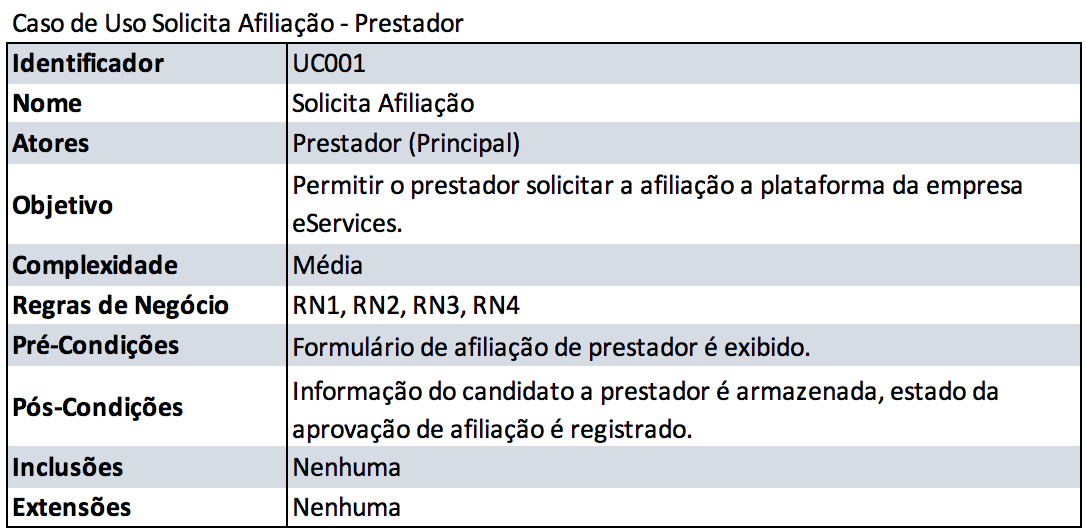 Caso de Uso Solicita Afiliação - Prestador
Identificador UC001
Nome Solicita Afiliação
Atores Prestador (Principal)
Objetivo Permitir o prestador solicitar a afiliação a plataforma da empresa
eServices.
Complexidade Média
Regras de Negócio RN1, RN2, RN3, RN4
Pré-Condições Formulário de afiliação de prestador é exibido.
Pós-Condições Informação do candidato a prestador é armazenada, estado da
aprovação de afiliação é registrado.
Inclusões Nenhuma
Extensões Nenhuma